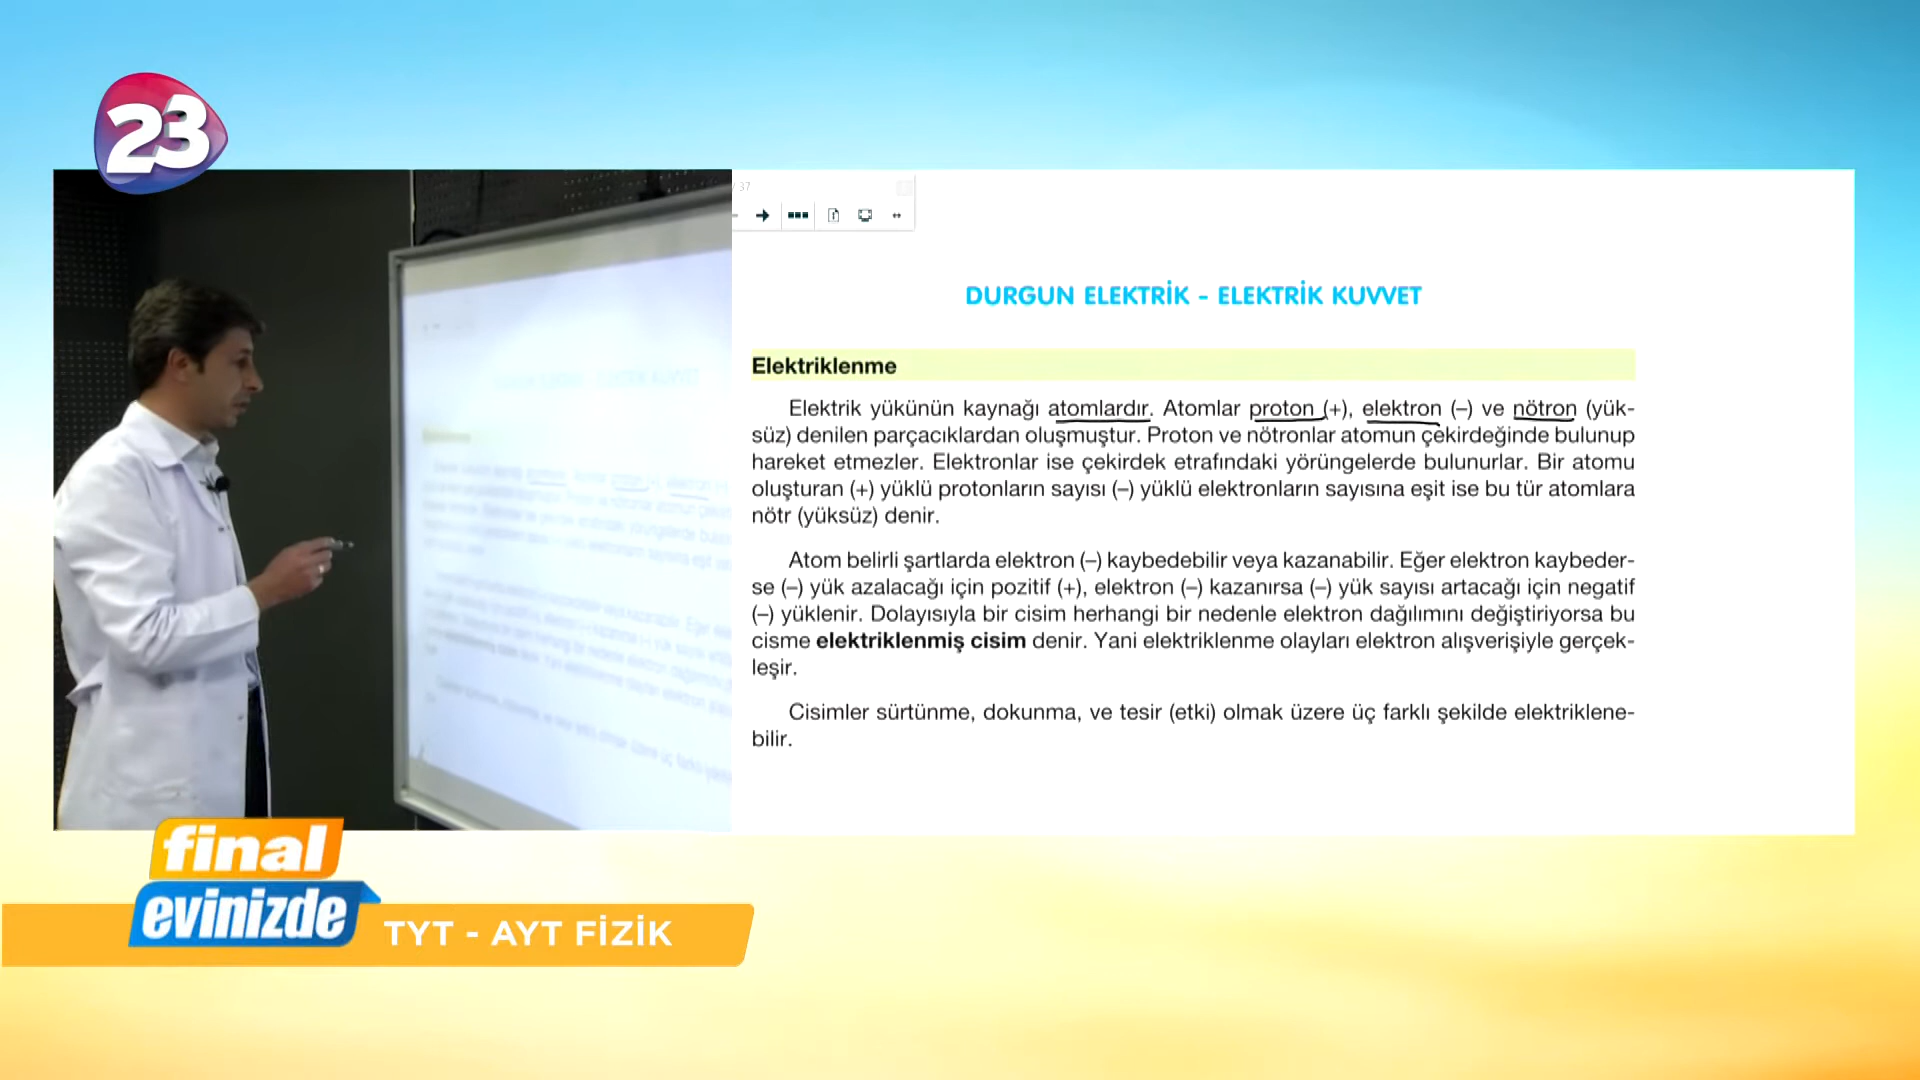 23
/ 37
DURGUN ELEKTRİK - ELEKTRİK KUVVET
Elektriklenme
Elektrik yükünün kaynağı atomlardır. Atomlar proton (+), elektron (–) ve nötron (yük-
süz) denilen parçacıklardan oluşmuştur. Proton ve nötronlar atomun çekirdeğinde bulunup
hareket etmezler. Elektronlar ise çekirdek etrafındaki yörüngelerde bulunurlar. Bir atomu
oluşturan (+) yüklü protonların sayısı (–) yüklü elektronların sayısına eşit ise bu tür atomlara
nötr (yüksüz) denir.
Atom belirli şartlarda elektron (–) kaybedebilir veya kazanabilir. Eğer elektron kaybeder-
se (–) yük azalacağı için pozitif (+), elektron (–) kazanırsa (–) yük sayısı artacağı için negatif
(–) yüklenir. Dolayısıyla bir cisim herhangi bir nedenle elektron dağılımını değiştiriyorsa bu
cisme elektriklenmiş cisim denir. Yani elektriklenme olayları elektron alışverişiyle gerçek-
leşir.
Cisimler sürtünme, dokunma, ve tesir (etki) olmak üzere üç farklı şekilde elektriklene-
bilir.
final
evinizde
TYT - AYT FİZİK